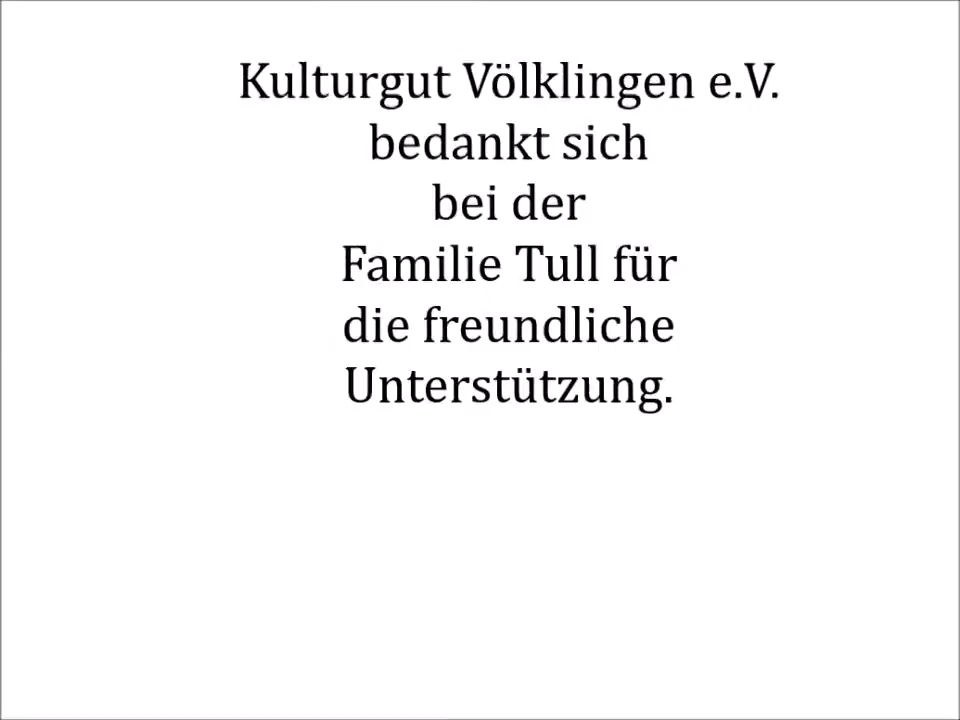 Kulturgut Völklingen e.V.
bedankt sich
bei der
Familie Tull für
die freundliche
Unterstützung.